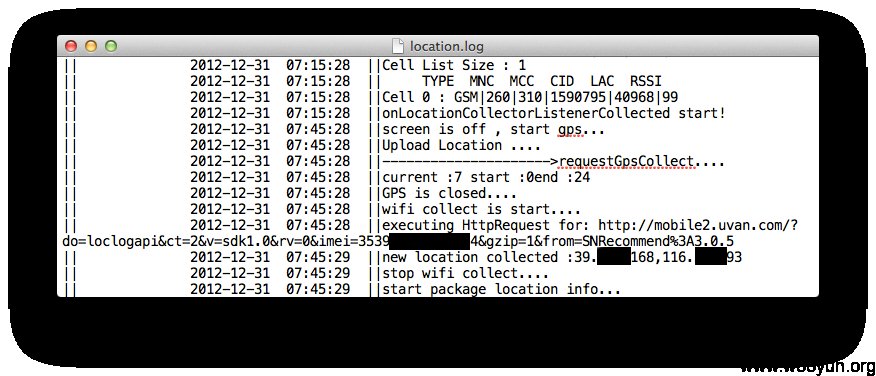 location.log
|| 2012-12-31 07:15:28 ||Cell List Size : 1
|| 2012-12-31 07:15:28 || TYPE MNC MCC CID LAC RSSI
|| 2012-12-31 07:15:28 ||Cell 0 : GSM|260|310|1590795|40968|99
|| 2012-12-31 07:15:28 ||onLocationCollectorListenerCollected start!
|| 2012-12-31 07:45:28 ||screen is off , start gps...
|| 2012-12-31 07:45:28 ||Upload Location ....
|| 2012-12-31 07:45:28 ||--------------------->requestGpsCollect....
|| 2012-12-31 07:45:28 ||current :7 start :0end :24
|| 2012-12-31 07:45:28 ||GPS is closed....
|| 2012-12-31 07:45:28 ||wifi collect is start....
|| 2012-12-31 07:45:28 ||executing HttpRequest for: http://mobile2.uvan.com/?
do=loclogapi&ct=2&v=sdk1.0&rv=0&imei=3539 4&gzip=1&from=SNRecommend%3A3.0.5
|| 2012-12-31 07:45:29 ||new location collected :39. 168,116. 93
|| 2012-12-31 07:45:29 ||stop wifi collect....
|| 2012-12-31 07:45:29 ||start package location info...
www.wooyun.org